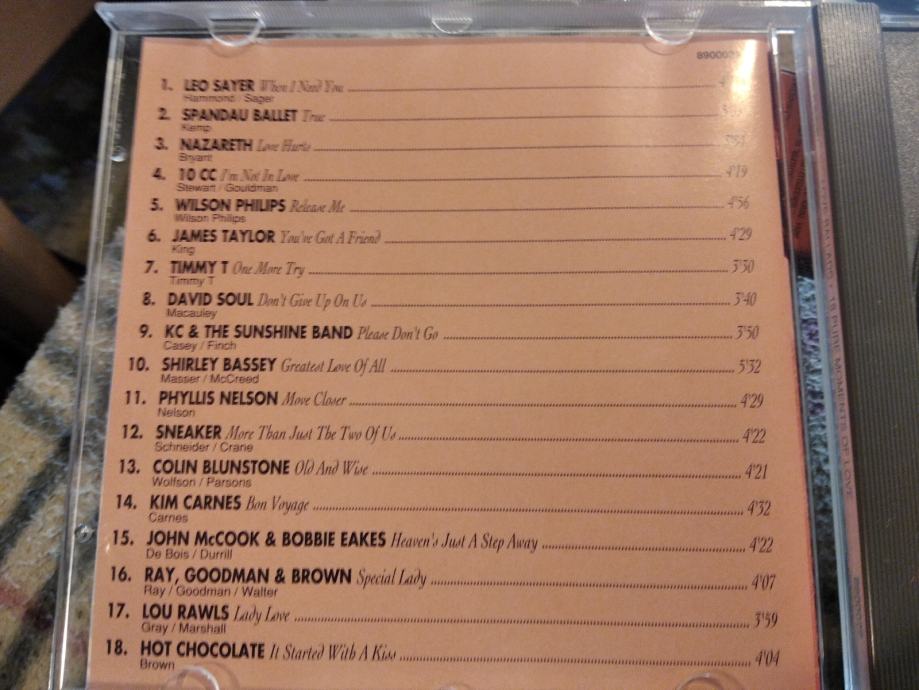 1. LEO SAYER When I Need You
Hammond / Sager
2. SPANDAU BALLET True
Kemp
3. NAZARETH Love Hurts
Bryant
4. 10 CC I'm Not In Love 4'19
Stewart / Gouldman
5. WILSON PHILIPS Release Me 4'56
Wilson Philips
6. JAMES TAYLOR You've Got A Friend 4'29
King
7. TIMMY T One More Try 3'30
Timmy T
8. DAVID SOUL Don't Give Up On Us 3'40
Macauley
9. KC & THE SUNSHINE BAND Please Don't Go 3'50
Casey / Finch
10. SHIRLEY BASSEY Greatest Love Of All 5'32
Masser / McCreed
11. PHYLLIS NELSON Move Closer 4'29
Nelson
12. SNEAKER More Than Just The Two Of Us 4'22
Schneider / Crane
13. COLIN BLUNSTONE Old And Wise 4'21
Wolfson / Parsons
14. KIM CARNES Bon Voyage 4'32
Carnes
15. JOHN McCOOK & BOBBIE EAKES Heaven's Just A Step Away 4'22
De Bois / Durrill
16. RAY, GOODMAN & BROWN Special Lady 4'07
Ray / Goodman / Walter
17. LOU RAWLS Lady Love 3'59
Gray / Marshall
18. HOT CHOCOLATE It Started With A Kiss 4'04
Brown
18 PURE MOMENTS OF LOVE